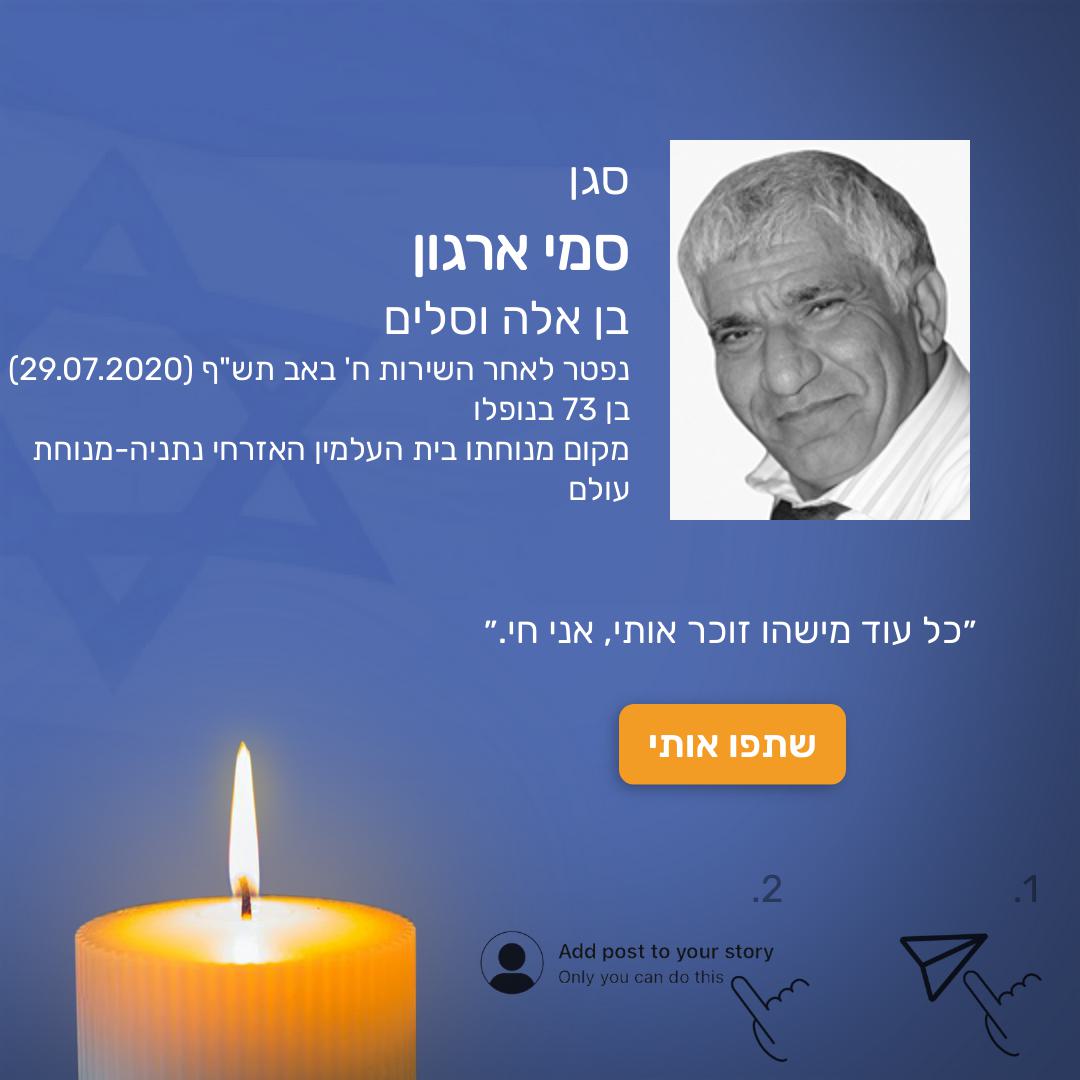 סגן
סמי ארגון
בן אלה וסלים
נפטר לאחר השירות ח' באב תש"ף (29.07.2020)
בן 73 בנופלו
מקום מנוחתו בית העלמין האזרחי נתניה-מנוחת
עולם
״כל עוד מישהו זוכר אותי, אני חי.״
שתפו אותי
1.
2.
Add post to your story
Only you can do this